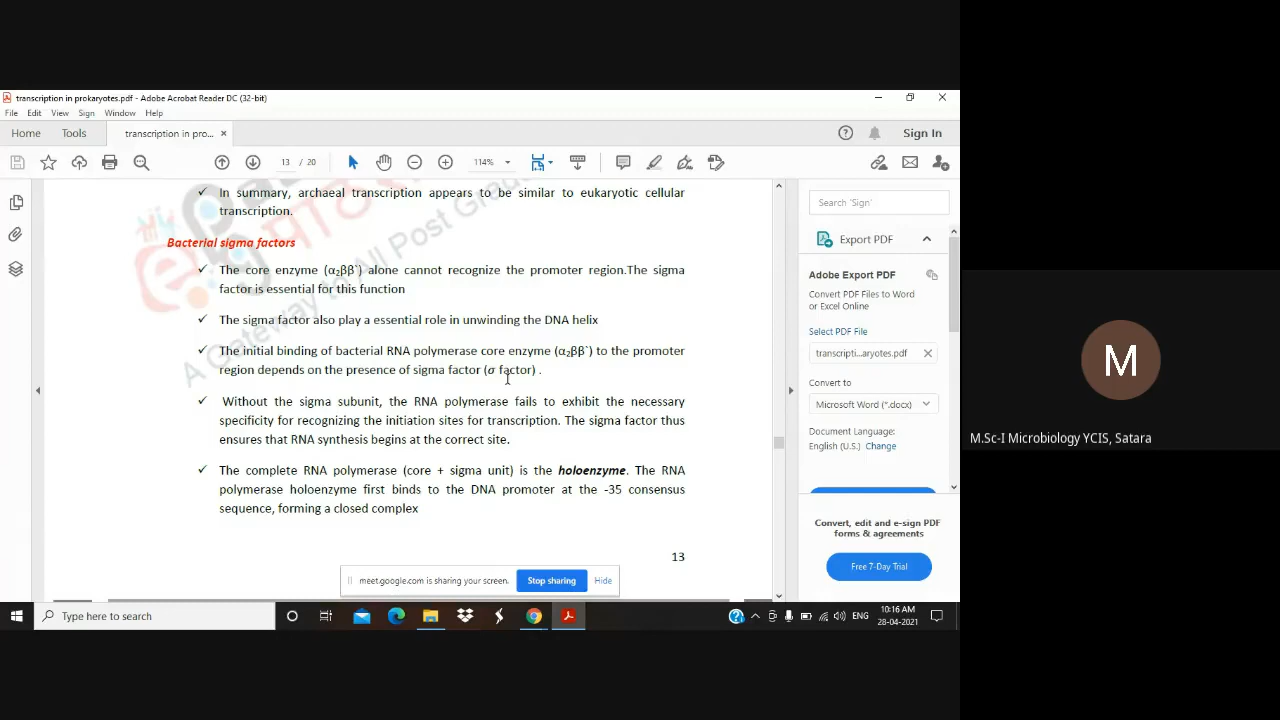 transcription in prokaryotes.pdf - Adobe Acrobat Reader DC (32-bit)
File Edit View Sign Window Help
Home Tools transcription in pro... × Sign In
13 / 20 114%
In summary, archaeal transcription appears to be similar to eukaryotic cellular
transcription.
Bacterial sigma factors
✓ The core enzyme (α₂ββ`) alone cannot recognize the promoter region.The sigma
factor is essential for this function
✓ The sigma factor also play a essential role in unwinding the DNA helix
✓ The initial binding of bacterial RNA polymerase core enzyme (α₂ββ`) to the promoter
region depends on the presence of sigma factor (σ factor) .
✓ Without the sigma subunit, the RNA polymerase fails to exhibit the necessary
specificity for recognizing the initiation sites for transcription. The sigma factor thus
ensures that RNA synthesis begins at the correct site.
✓ The complete RNA polymerase (core + sigma unit) is the holoenzyme. The RNA
polymerase holoenzyme first binds to the DNA promoter at the -35 consensus
sequence, forming a closed complex
13
A Gateway to All Post Grad
Search 'Sign'
Export PDF
Adobe Export PDF
Convert PDF Files to Word
or Excel Online
Select PDF File
transcripti...aryotes.pdf
Convert to
Microsoft Word (*.docx)
Document Language:
English (U.S.) Change
Convert, edit and e-sign PDF
forms & agreements
Free 7-Day Trial
meet.google.com is sharing your screen. Stop sharing Hide
Type here to search
ENG
10:16 AM
28-04-2021
M
M.Sc-I Microbiology YCIS, Satara